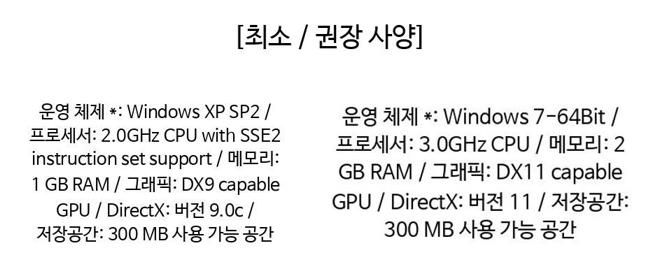 [최소 / 권장 사양]
운영 체제 *: Windows XP SP2 /
프로세서: 2.0GHz CPU with SSE2
instruction set support / 메모리:
1 GB RAM / 그래픽: DX9 capable
GPU / DirectX: 버전 9.0c /
저장공간: 300 MB 사용 가능 공간
운영 체제 *: Windows 7-64Bit /
프로세서: 3.0GHz CPU / 메모리: 2
GB RAM / 그래픽: DX11 capable
GPU / DirectX: 버전 11 / 저장공간:
300 MB 사용 가능 공간